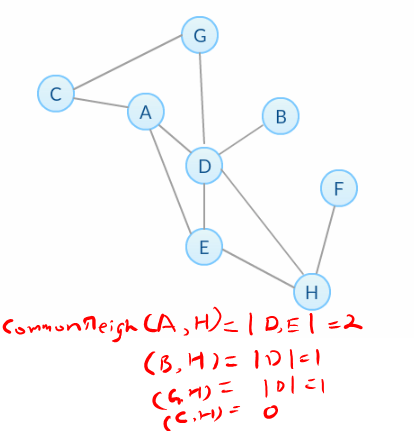 G
C
A
B
D
F
E
H
CommonNeigh (A, H) = | D, E | = 2
(B, H) = | D | = 1
(G, H) = | D | = 1
(C, H) = 0